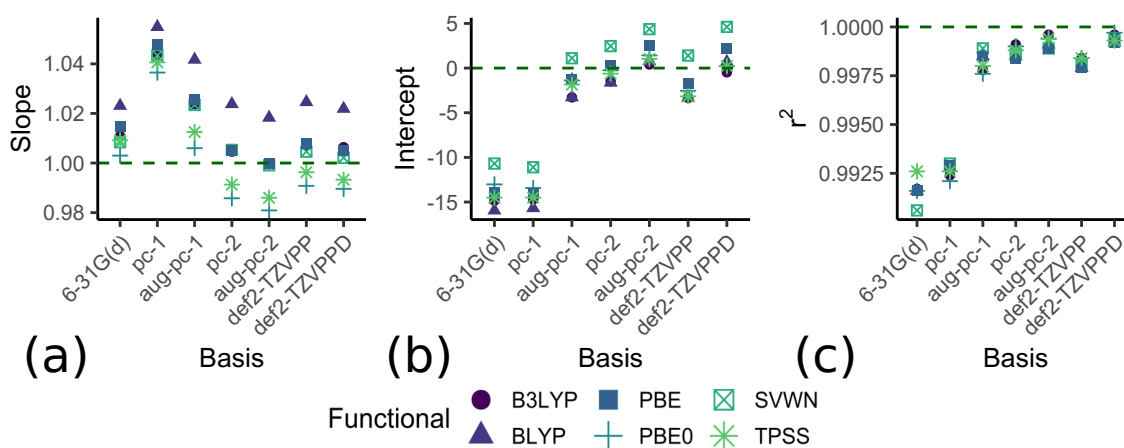 Slope
1.04
1.02
1.00
0.98
6-31G(d)
pc-1
aug-pc-1
pc-2
aug-pc-2
def2-TZVPP
def2-TZVPPD
(a)
Basis
Intercept
5
0
-5
-10
-15
6-31G(d)
pc-1
aug-pc-1
pc-2
aug-pc-2
def2-TZVPP
def2-TZVPPD
(b)
Basis
r²
1.0000
0.9975
0.9950
0.9925
6-31G(d)
pc-1
aug-pc-1
pc-2
aug-pc-2
def2-TZVPP
def2-TZVPPD
(c)
Basis
Functional
B3LYP
PBE
SVWN
BLYP
PBE0
TPSS